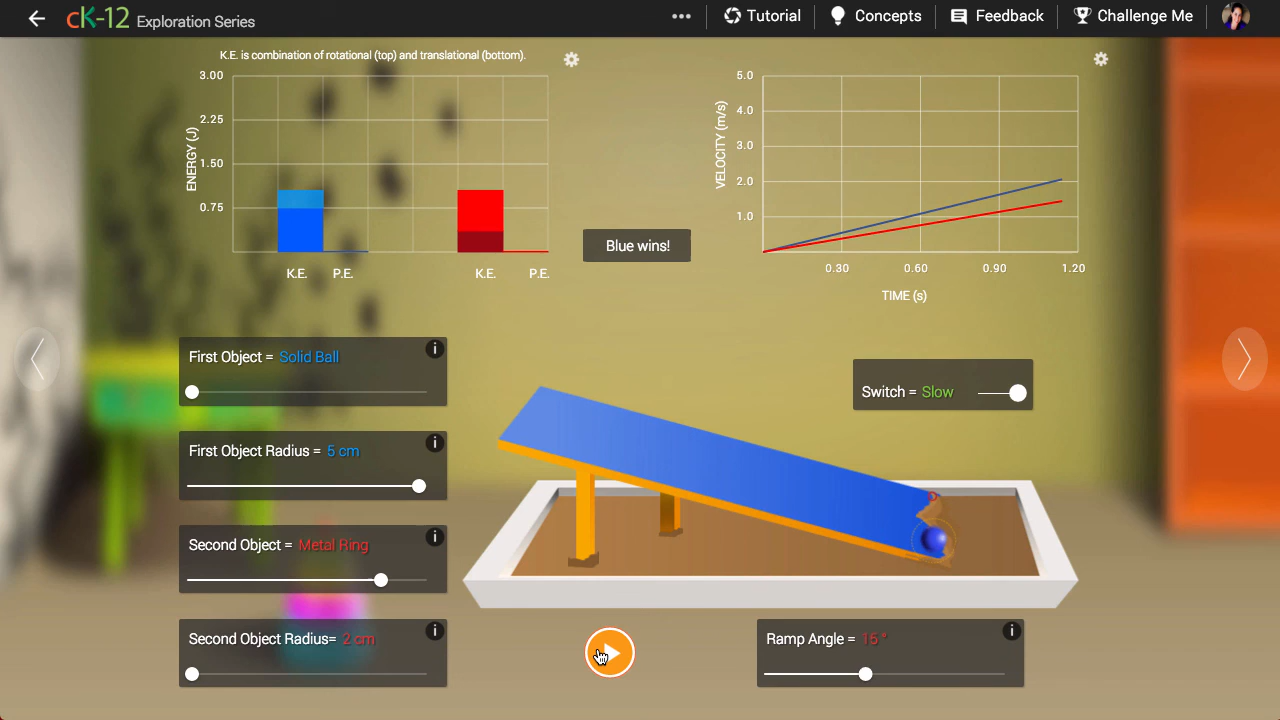 cK-12 Exploration Series
••• Tutorial Concepts Feedback Challenge Me
K.E. is combination of rotational (top) and translational (bottom).
ENERGY (J)
3.00
2.25
1.50
0.75
K.E. P.E. K.E. P.E.
Blue wins!
VELOCITY (m/s)
5.0
4.0
3.0
2.0
1.0
0.30 0.60 0.90 1.20
TIME (s)
First Object = Solid Ball
i
First Object Radius = 5 cm
i
Second Object = Metal Ring
i
Second Object Radius= 2 cm
i
Switch = Slow
Ramp Angle = 15 °
i